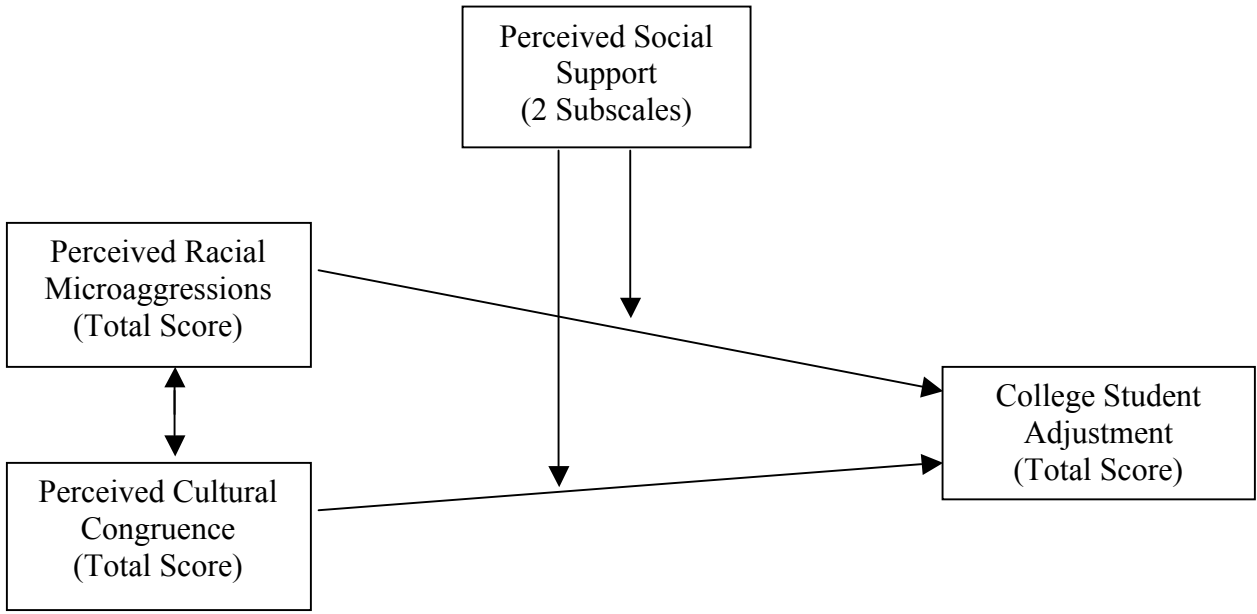 Perceived Social
Support
(2 Subscales)
Perceived Racial
Microaggressions
(Total Score)
College Student
Adjustment
(Total Score)
Perceived Cultural
Congruence
(Total Score)